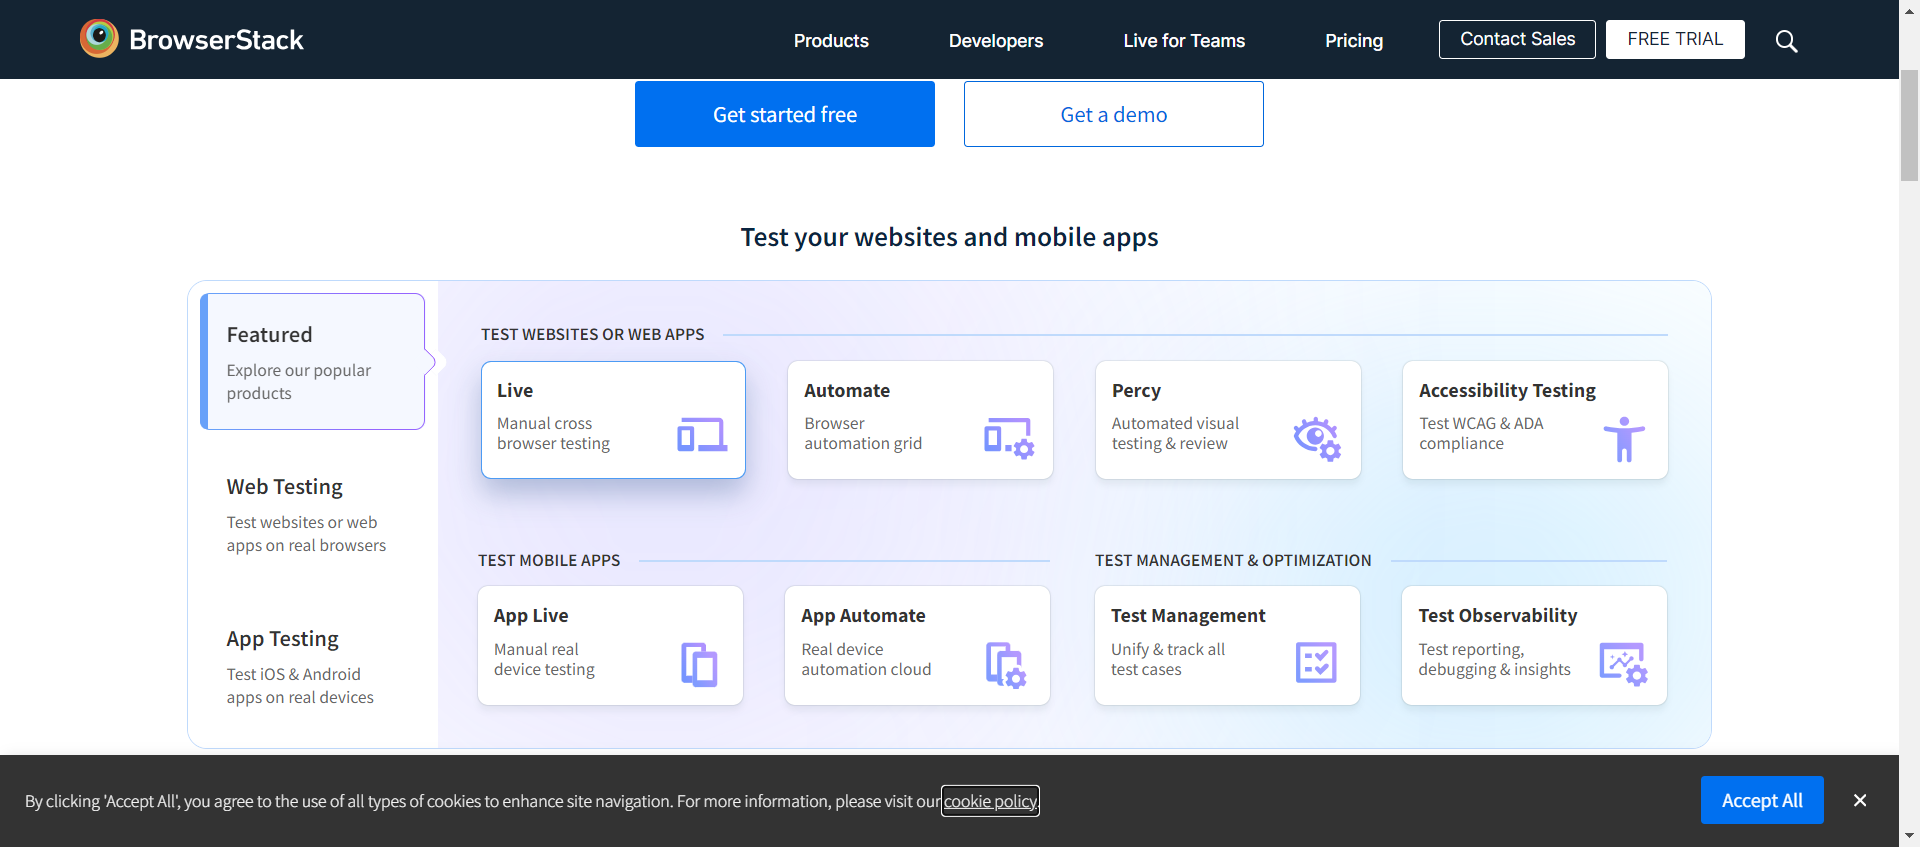 BrowserStack
Products
Developers
Live for Teams
Pricing
Contact Sales
FREE TRIAL
Get started free
Get a demo
Test your websites and mobile apps
Featured
Explore our popular
products
Web Testing
Test websites or web
apps on real browsers
App Testing
Test iOS & Android
apps on real devices
TEST WEBSITES OR WEB APPS
Live
Manual cross
browser testing
Automate
Browser
automation grid
Percy
Automated visual
testing & review
Accessibility Testing
Test WCAG & ADA
compliance
TEST MOBILE APPS
App Live
Manual real
device testing
App Automate
Real device
automation cloud
TEST MANAGEMENT & OPTIMIZATION
Test Management
Unify & track all
test cases
Test Observability
Test reporting,
debugging & insights
By clicking 'Accept All', you agree to the use of all types of cookies to enhance site navigation. For more information, please visit our cookie policy.
Accept All